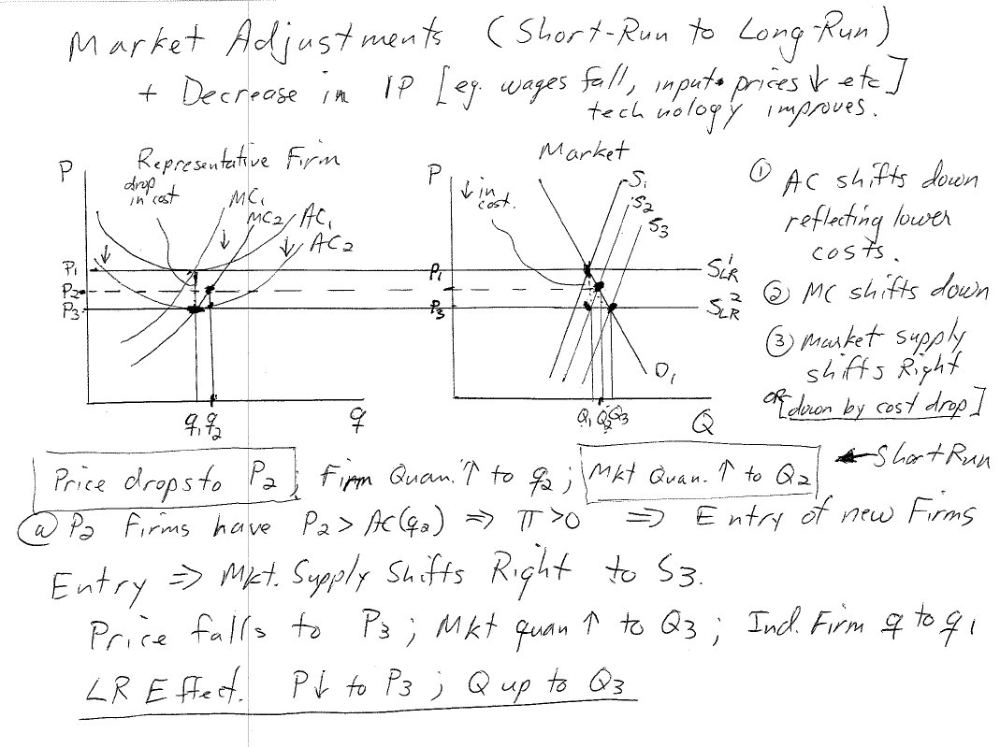 Market Adjustments (Short-Run to Long-Run)
+ Decrease in IP [eg. wages fall, input prices ↓ etc]
technology improves.
Representative Firm
P
drop
in cost
MC1
MC2
AC1
AC2
↓
↓
↓
P1
P2
P3
q1
q2
q
Market
P
↓ in
cost.
S1
S2
S3
P1
P3
S¹LR
S²LR
D1
Q1
Q2
Q3
Q
① AC shifts down
reflecting lower
costs.
② MC shifts down
③ Market Supply
shifts Right
OR [down by cost drop]
Price drops to P2; Firm Quan. ↑ to q2; Mkt Quan. ↑ to Q2 ← Short Run
@ P2 Firms have P2 > AC(q2) ⇒ π>0 ⇒ Entry of new Firms
Entry ⇒ Mkt. Supply Shifts Right to S3.
Price falls to P3; Mkt quan ↑ to Q3; Ind. Firm q to q1
LR Effect. P↓ to P3; Q up to Q3